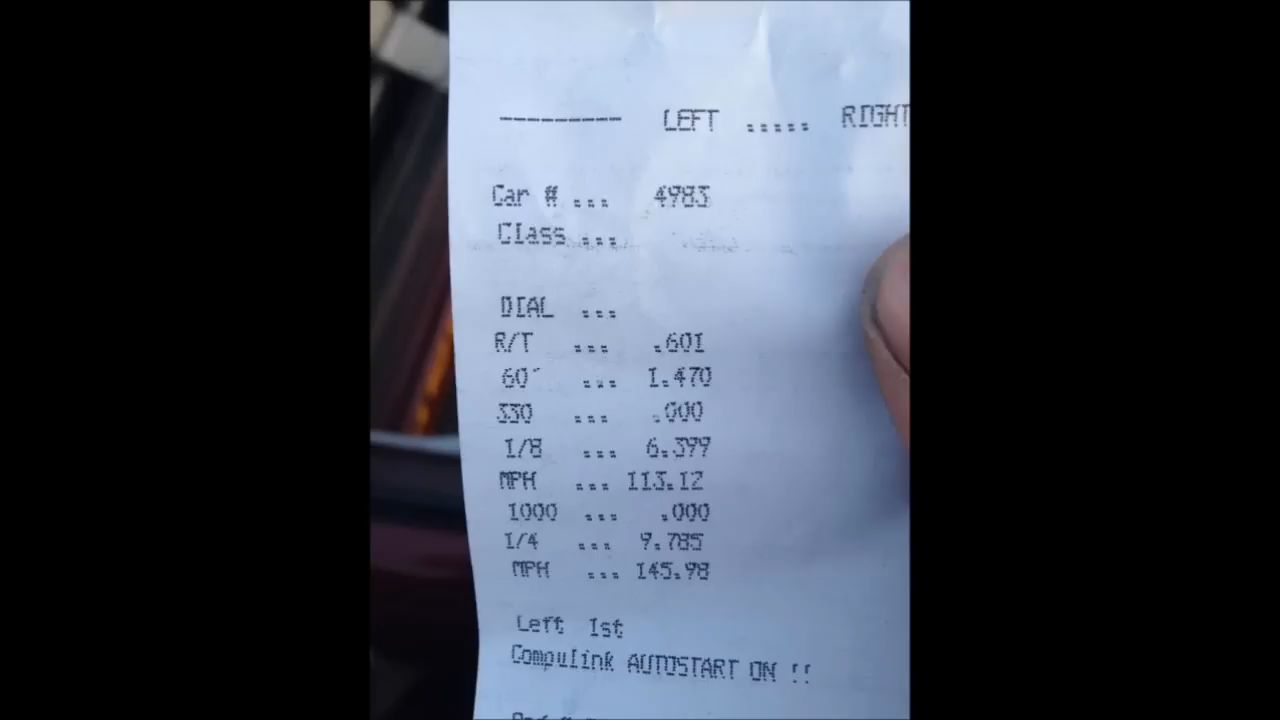 --------- LEFT ..... RIGHT
Car # ... 4983
Class ...
DIAL ...
R/T ... .601
60' ... 1.470
330 ... .000
1/8 ... 6.399
MPH ... 113.12
1000 ... .000
1/4 ... 9.785
MPH ... 145.98
Left 1st
Compulink AUTOSTART ON !!